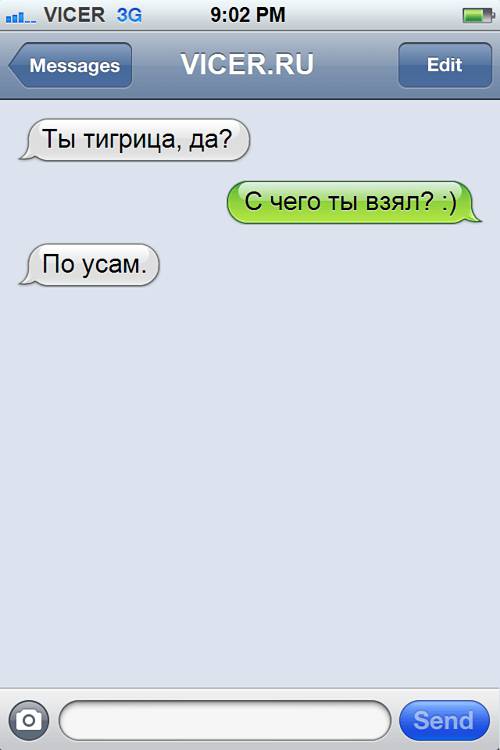 VICER 3G 9:02 PM
Messages VICER.RU Edit
Ты тигрица, да?
С чего ты взял? :)
По усам.
Send